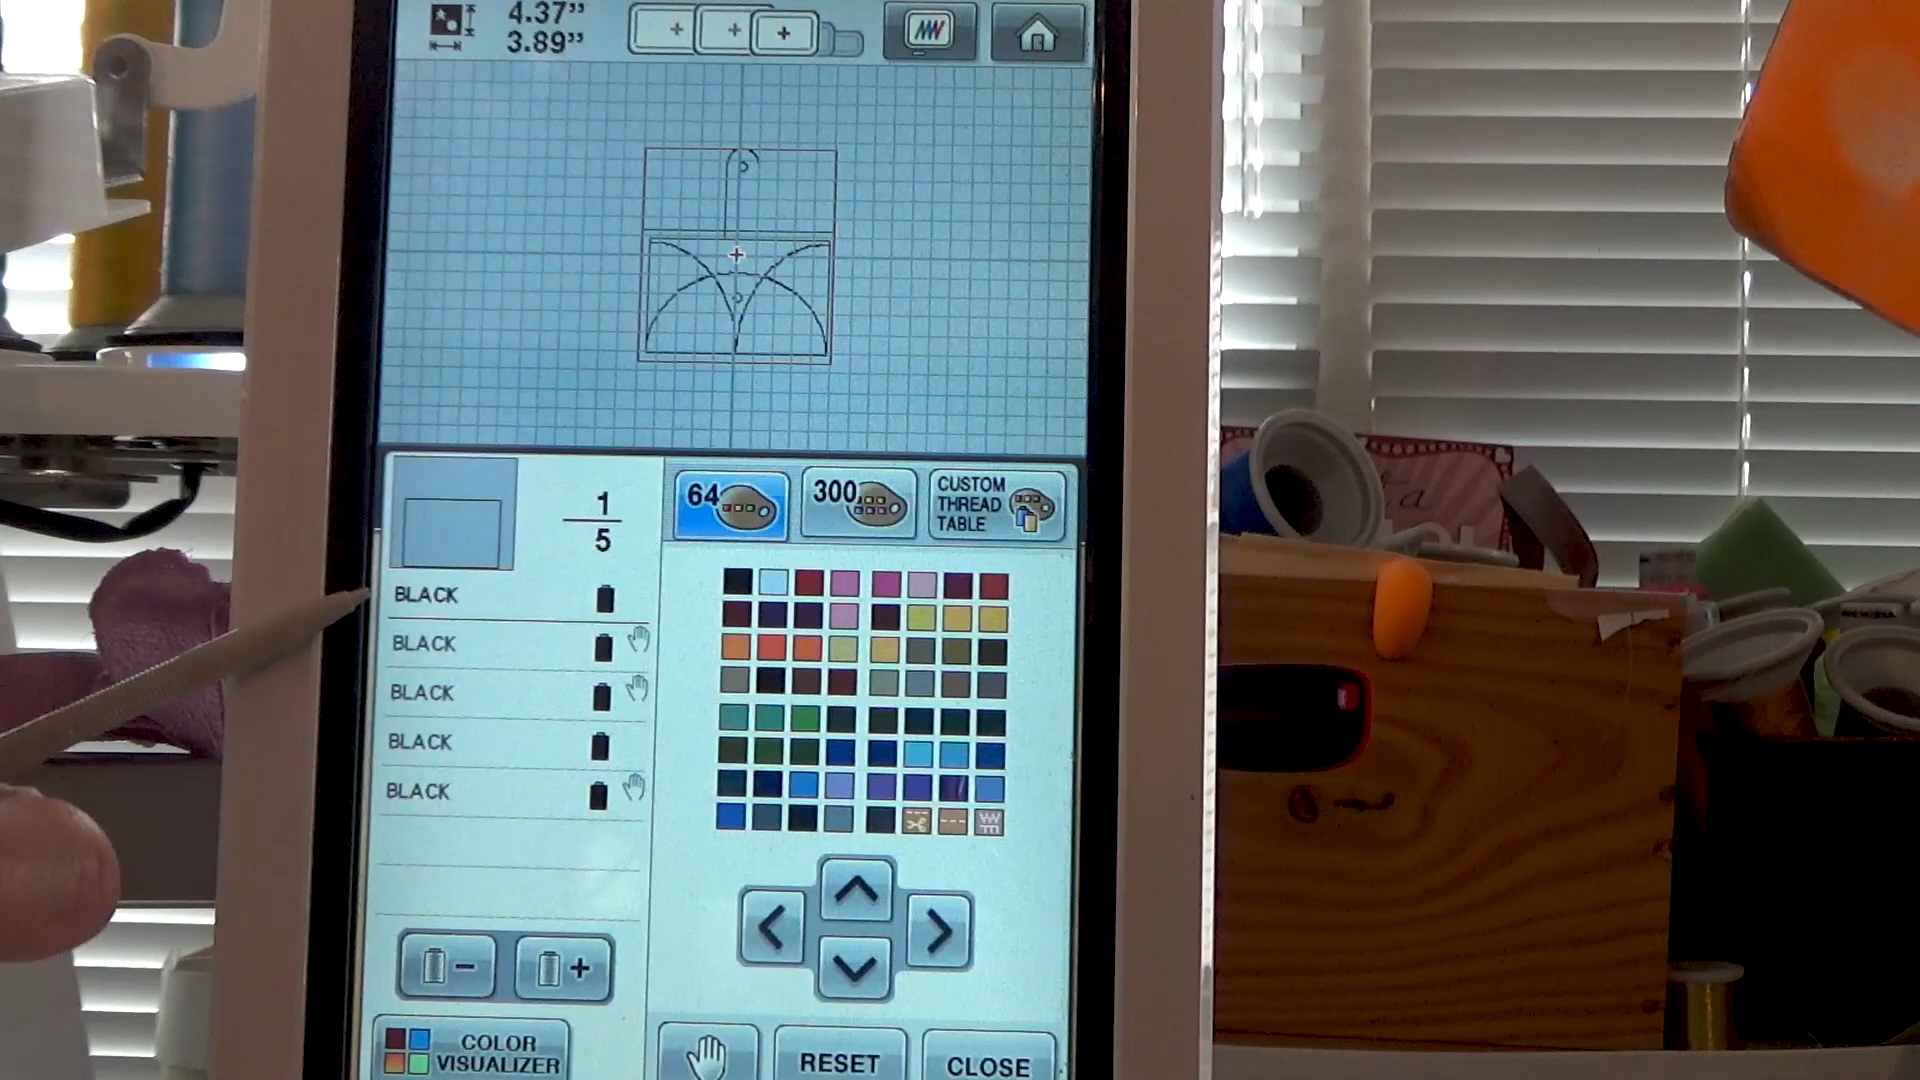 4.37"
3.89"
1
5
64
300
CUSTOM
THREAD
TABLE
BLACK
BLACK
BLACK
BLACK
BLACK
COLOR
VISUALIZER
RESET
CLOSE